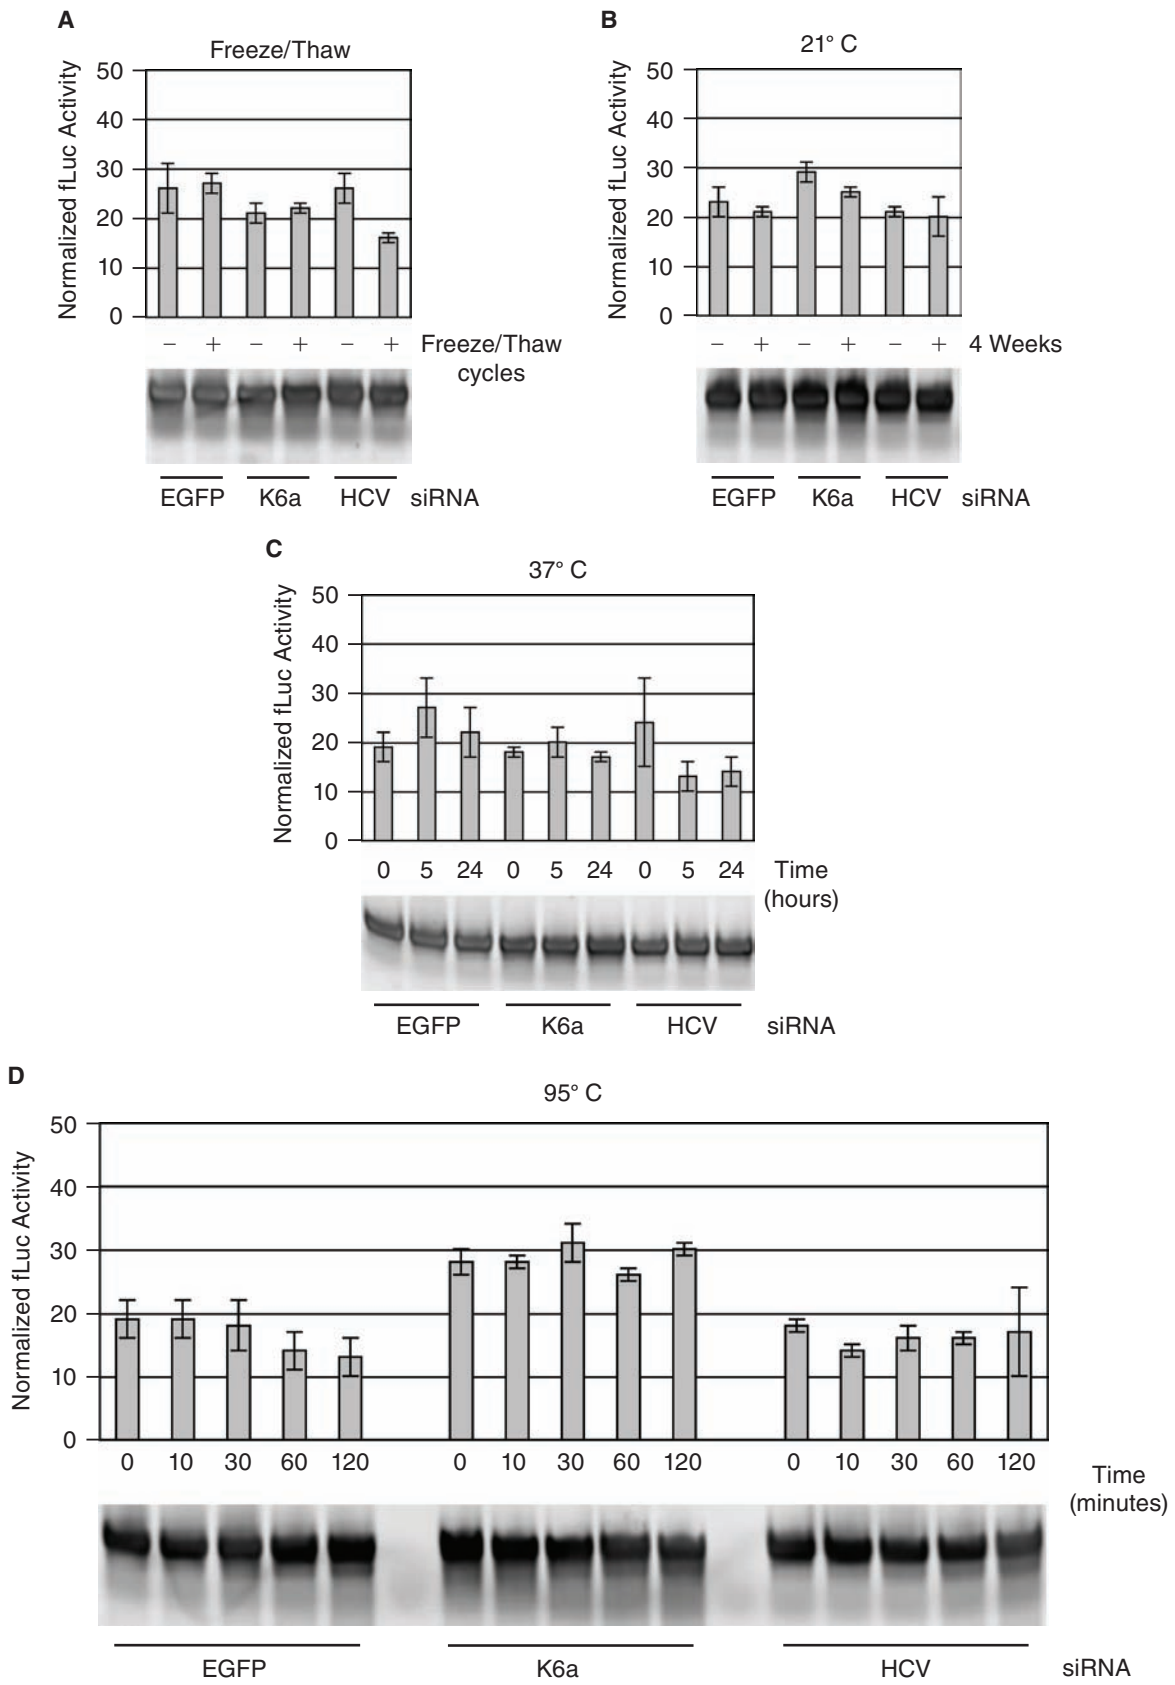 A
Freeze/Thaw
Normalized fLuc Activity
50
40
30
20
10
0
− + − + − + Freeze/Thaw
cycles
EGFP K6a HCV siRNA
B
21° C
Normalized fLuc Activity
50
40
30
20
10
0
− + − + − + 4 Weeks
EGFP K6a HCV siRNA
C
37° C
Normalized fLuc Activity
50
40
30
20
10
0
0 5 24 0 5 24 0 5 24 Time
(hours)
EGFP K6a HCV siRNA
D
95° C
Normalized fLuc Activity
50
40
30
20
10
0
0 10 30 60 120 0 10 30 60 120 0 10 30 60 120
Time
(minutes)
EGFP K6a HCV siRNA